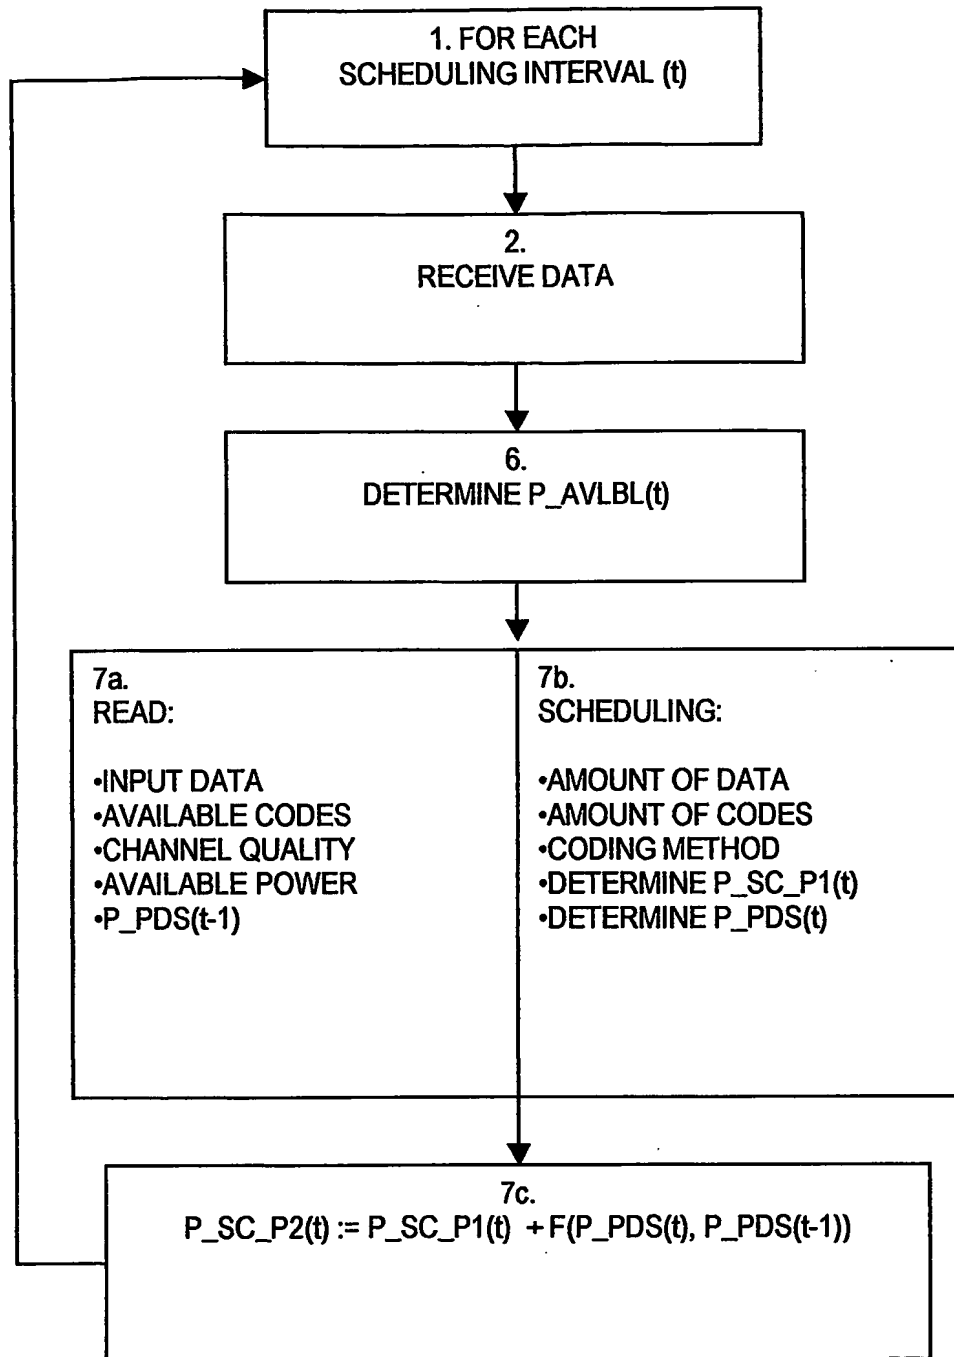 1. FOR EACH
SCHEDULING INTERVAL (t)
2.
RECEIVE DATA
6.
DETERMINE P_AVLBL(t)
7a.
READ:
•INPUT DATA
•AVAILABLE CODES
•CHANNEL QUALITY
•AVAILABLE POWER
•P_PDS(t-1)
7b.
SCHEDULING:
•AMOUNT OF DATA
•AMOUNT OF CODES
•CODING METHOD
•DETERMINE P_SC_P1(t)
•DETERMINE P_PDS(t)
7c.
P_SC_P2(t) := P_SC_P1(t) + F(P_PDS(t), P_PDS(t-1))